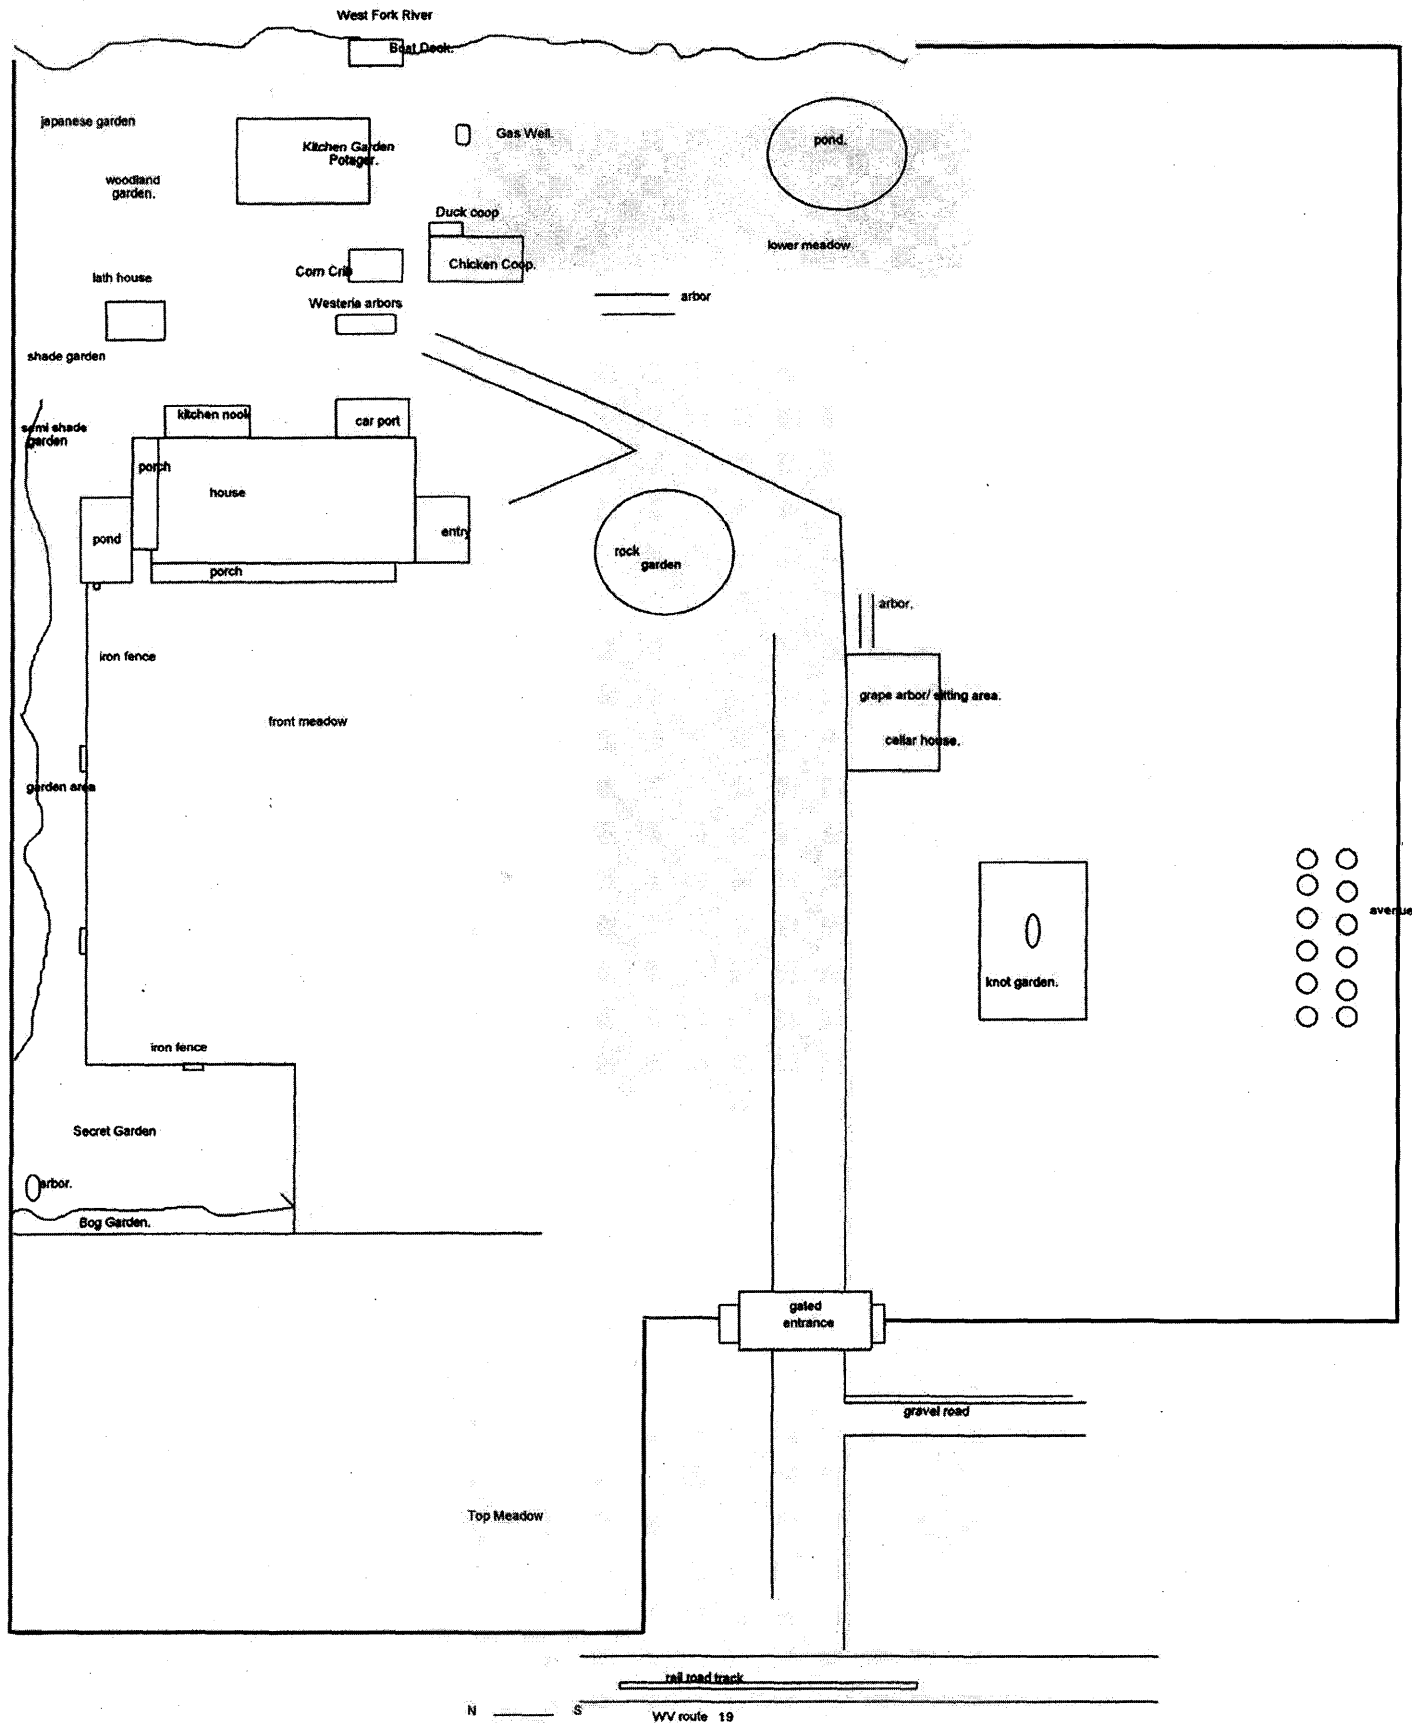 West Fork River
Boat Dock.
japanese garden
Kitchen Garden
Potager.
Gas Well.
pond.
woodland
garden.
Duck coop
lower meadow
Chicken Coop.
Corn Crib
lath house
Westeria arbors
arbor
shade garden
kitchen nook
car port
semi shade
garden
porch
house
pond
entry
rock
garden
porch
arbor.
iron fence
grape arbor/ sitting area.
front meadow
cellar house.
garden area
avenue
knot garden.
iron fence
Secret Garden
arbor.
Bog Garden.
gated
entrance
gravel road
Top Meadow
rail road track
N S
WV route 19